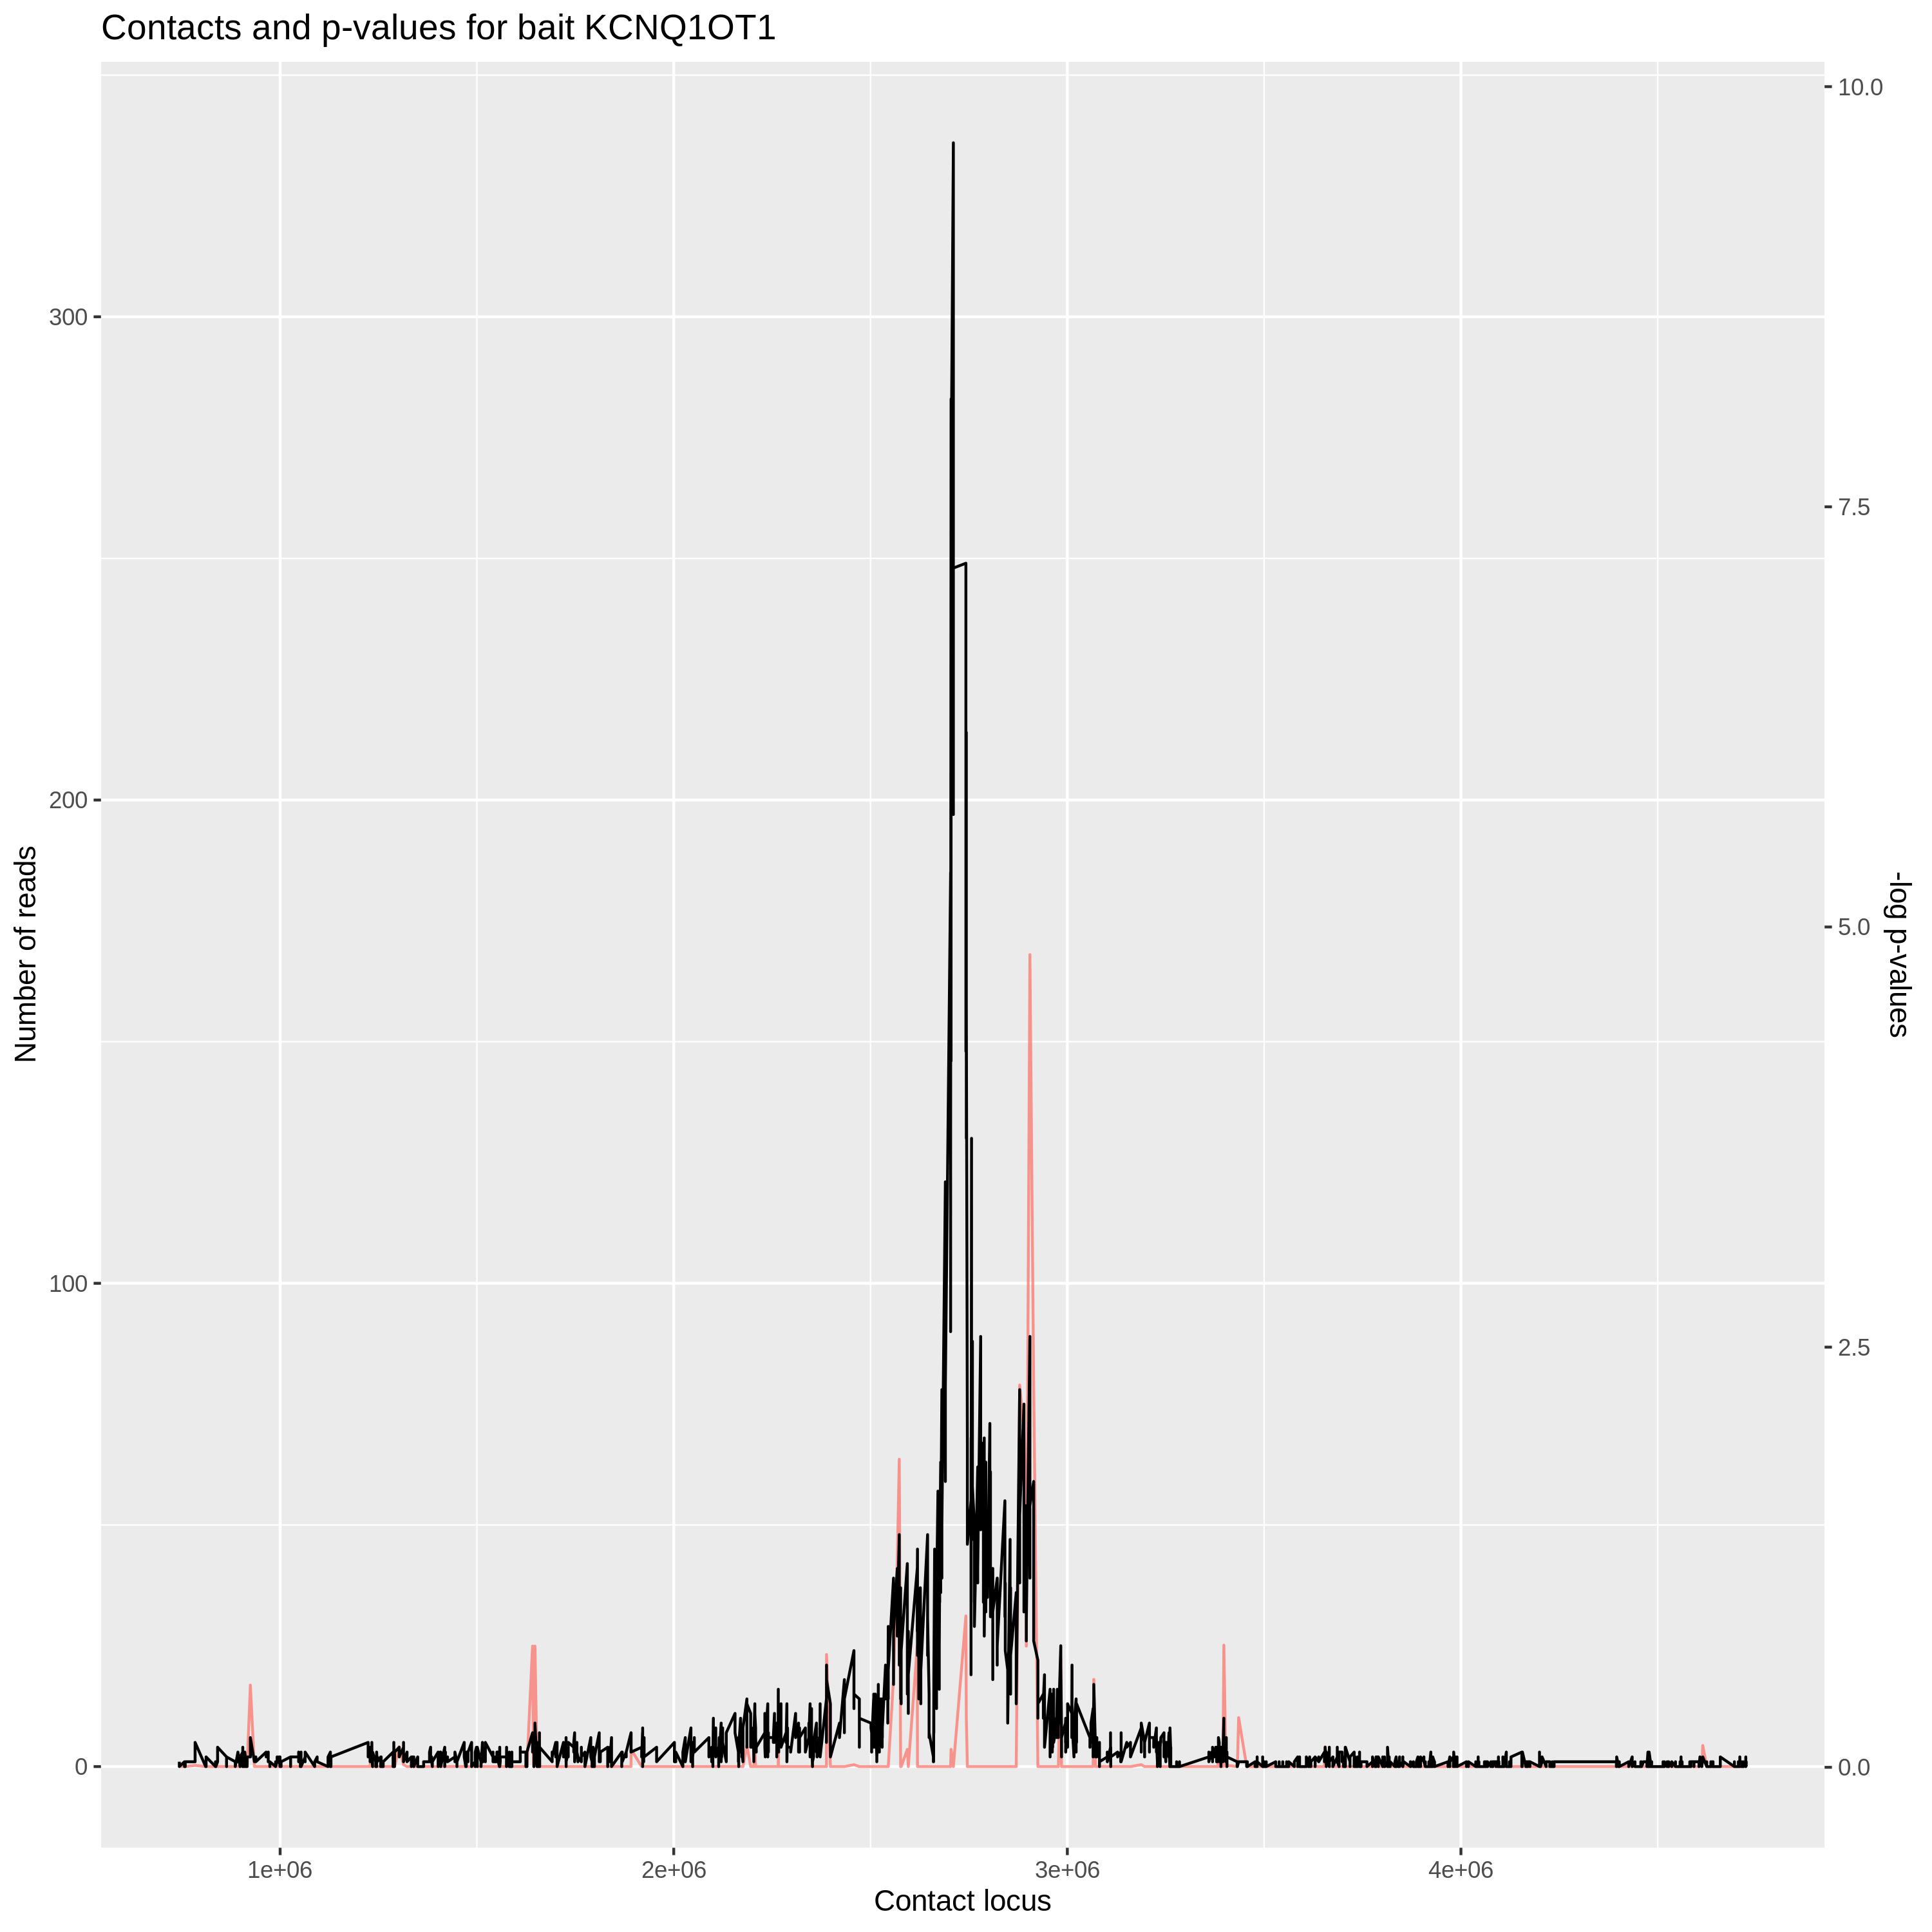 Contacts and p-values for bait KCNQ1OT1
10.0
300
7.5
200
Number of reads
5.0
-log p-values
100
2.5
0
0.0
1e+06 2e+06 3e+06 4e+06
Contact locus